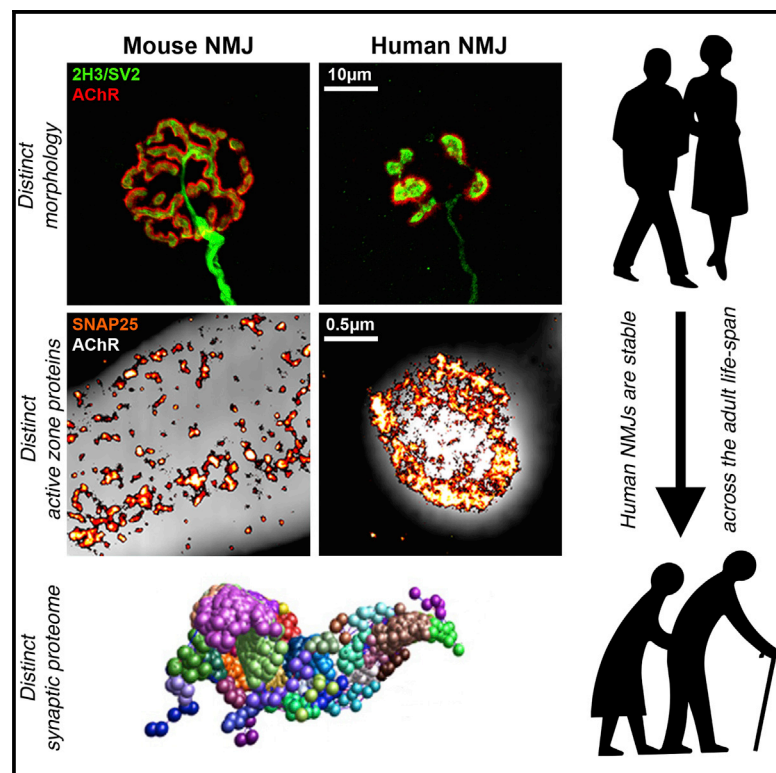 Mouse NMJ
Human NMJ
Distinct
morphology
2H3/SV2
AChR
10µm
Distinct
active zone proteins
SNAP25
AChR
0.5µm
Distinct
synaptic proteome
Human NMJs are stable
across the adult life-span